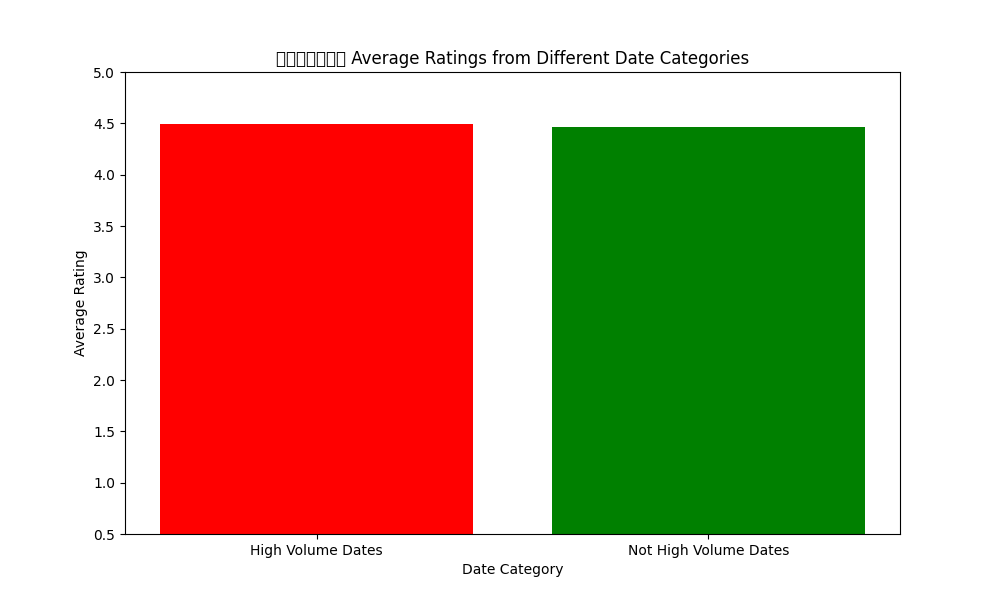 Average Ratings from Different Date Categories
5.0
4.5
4.0
3.5
3.0
2.5
2.0
1.5
1.0
0.5
Average Rating
High Volume Dates Not High Volume Dates
Date Category